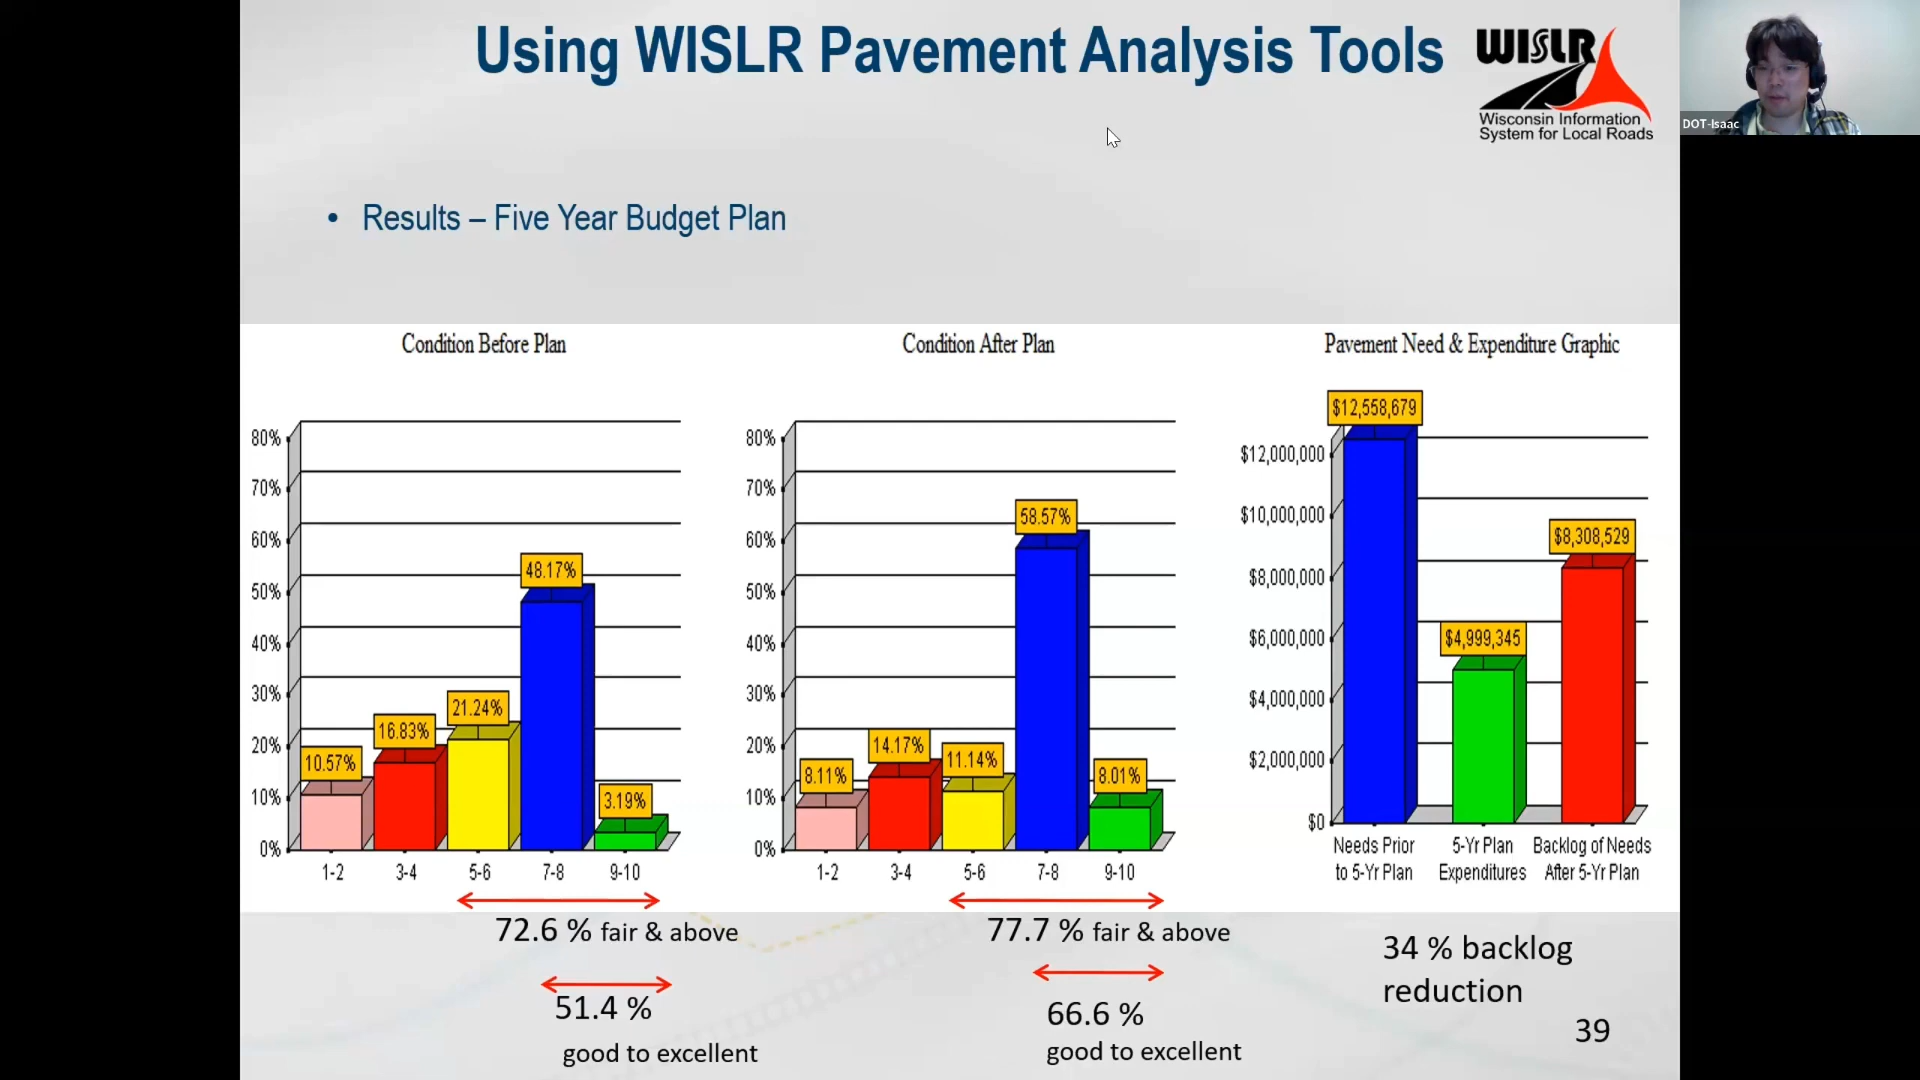 Using WISLR Pavement Analysis Tools
WISLR
Wisconsin Information
System for Local Roads
DOT-Isaac
• Results – Five Year Budget Plan
Condition Before Plan
80%
70%
60%
50%
40%
30%
20%
10%
0%
10.57%
16.83%
21.24%
48.17%
3.19%
1-2
3-4
5-6
7-8
9-10
72.6 % fair & above
51.4 %
good to excellent
Condition After Plan
80%
70%
60%
50%
40%
30%
20%
10%
0%
8.11%
14.17%
11.14%
58.57%
8.01%
1-2
3-4
5-6
7-8
9-10
77.7 % fair & above
66.6 %
good to excellent
Pavement Need & Expenditure Graphic
$12,000,000
$10,000,000
$8,000,000
$6,000,000
$4,000,000
$2,000,000
$0
$12,558,679
$4,999,345
$8,308,529
Needs Prior
to 5-Yr Plan
5-Yr Plan
Expenditures
Backlog of Needs
After 5-Yr Plan
34 % backlog
reduction
39